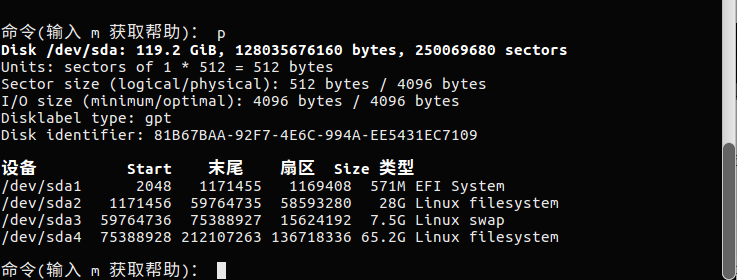 命令(输入 m 获取帮助)： p
Disk /dev/sda: 119.2 GiB, 128035676160 bytes, 250069680 sectors
Units: sectors of 1 * 512 = 512 bytes
Sector size (logical/physical): 512 bytes / 4096 bytes
I/O size (minimum/optimal): 4096 bytes / 4096 bytes
Disklabel type: gpt
Disk identifier: 81B67BAA-92F7-4E6C-994A-EE5431EC7109
设备 Start 末尾 扇区 Size 类型
/dev/sda1 2048 1171455 1169408 571M EFI System
/dev/sda2 1171456 59764735 58593280 28G Linux filesystem
/dev/sda3 59764736 75388927 15624192 7.5G Linux swap
/dev/sda4 75388928 212107263 136718336 65.2G Linux filesystem
命令(输入 m 获取帮助)：